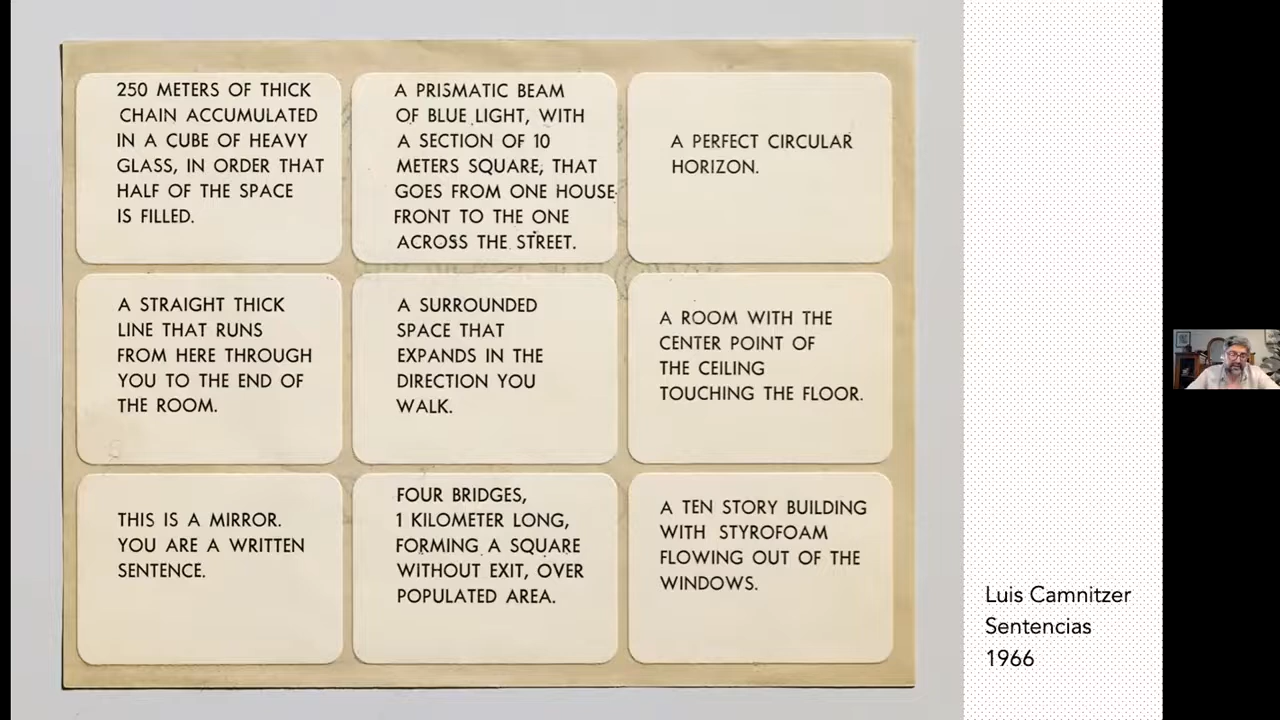 250 METERS OF THICK
CHAIN ACCUMULATED
IN A CUBE OF HEAVY
GLASS, IN ORDER THAT
HALF OF THE SPACE
IS FILLED.
A PRISMATIC BEAM
OF BLUE LIGHT, WITH
A SECTION OF 10
METERS SQUARE, THAT
GOES FROM ONE HOUSE-
FRONT TO THE ONE
ACROSS THE STREET.
A PERFECT CIRCULAR
HORIZON.
A STRAIGHT THICK
LINE THAT RUNS
FROM HERE THROUGH
YOU TO THE END OF
THE ROOM.
A SURROUNDED
SPACE THAT
EXPANDS IN THE
DIRECTION YOU
WALK.
A ROOM WITH THE
CENTER POINT OF
THE CEILING
TOUCHING THE FLOOR.
THIS IS A MIRROR.
YOU ARE A WRITTEN
SENTENCE.
FOUR BRIDGES,
1 KILOMETER LONG,
FORMING A SQUARE
WITHOUT EXIT, OVER
POPULATED AREA.
A TEN STORY BUILDING
WITH STYROFOAM
FLOWING OUT OF THE
WINDOWS.
Luis Camnitzer
Sentencias
1966